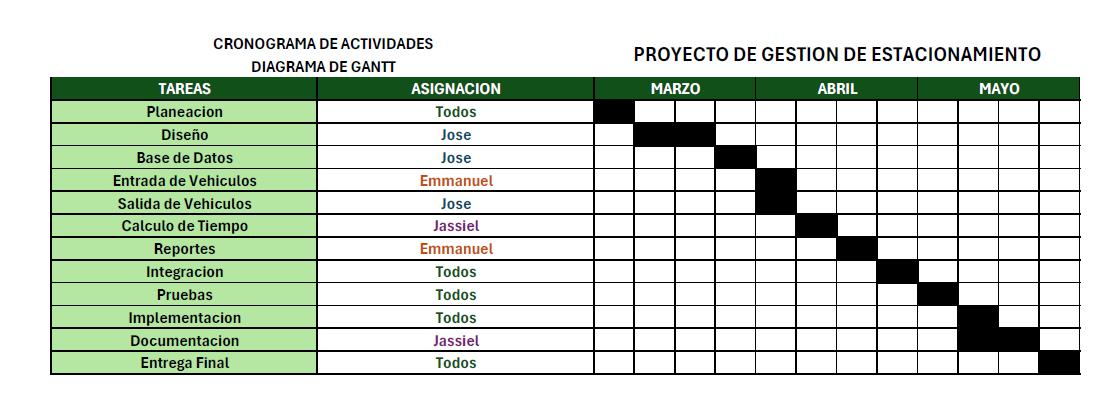 CRONOGRAMA DE ACTIVIDADES
DIAGRAMA DE GANTT
PROYECTO DE GESTION DE ESTACIONAMIENTO
TAREAS ASIGNACION MARZO ABRIL MAYO
Planeacion Todos
Diseño Jose
Base de Datos Jose
Entrada de Vehiculos Emmanuel
Salida de Vehiculos Jose
Calculo de Tiempo Jassiel
Reportes Emmanuel
Integracion Todos
Pruebas Todos
Implementacion Todos
Documentacion Jassiel
Entrega Final Todos